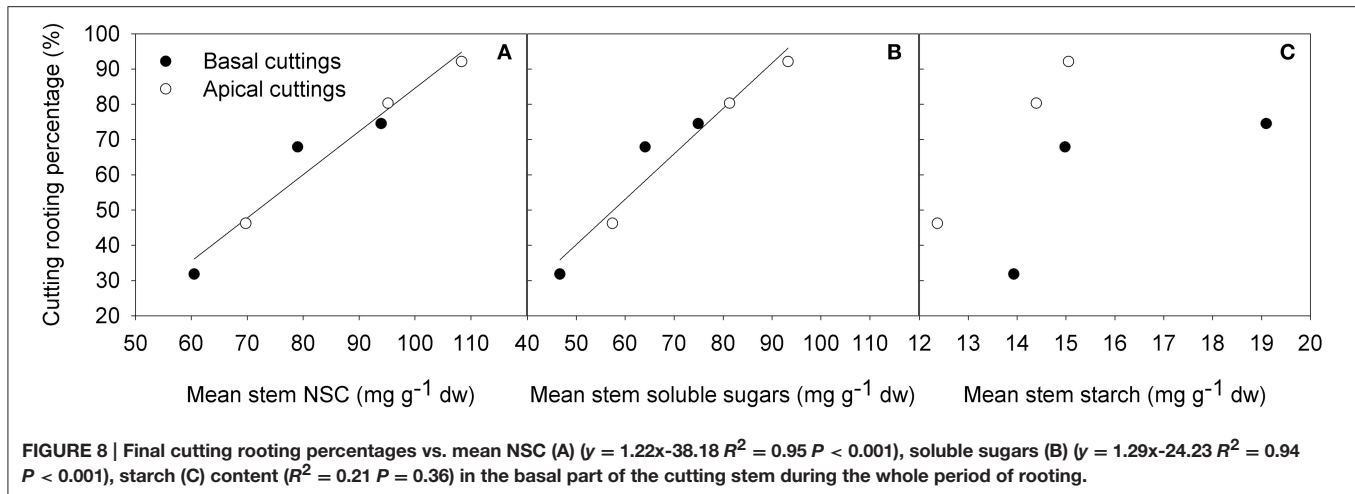 Cutting rooting percentage (%)
100
90
80
70
60
50
40
30
20
Basal cuttings
Apical cuttings
A
B
C
50 60 70 80 90 100 110 40 50 60 70 80 90 100 110 12 13 14 15 16 17 18 19 20
Mean stem NSC (mg g-1 dw) Mean stem soluble sugars (mg g-1 dw) Mean stem starch (mg g-1 dw)
FIGURE 8 | Final cutting rooting percentages vs. mean NSC (A) (y = 1.22x-38.18 R2 = 0.95 P < 0.001), soluble sugars (B) (y = 1.29x-24.23 R2 = 0.94
P < 0.001), starch (C) content (R2 = 0.21 P = 0.36) in the basal part of the cutting stem during the whole period of rooting.